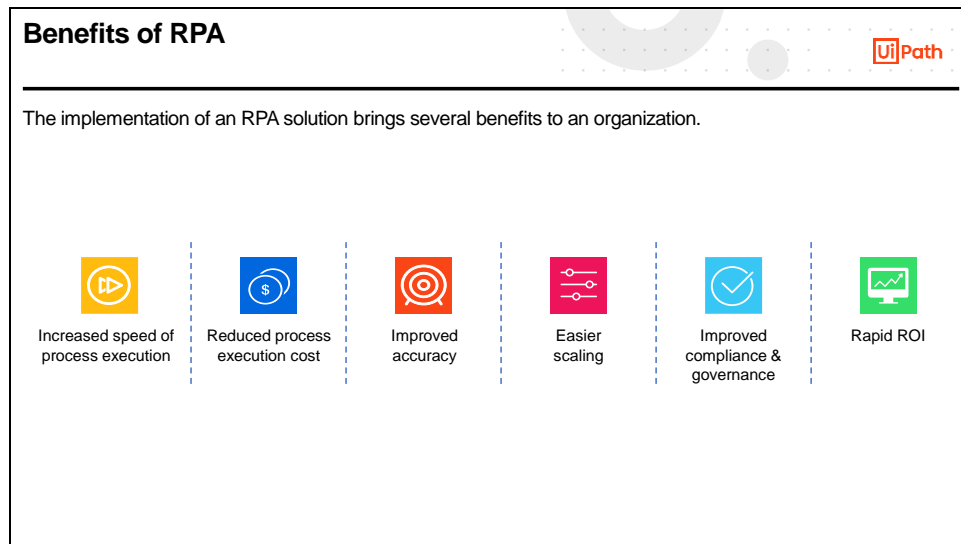 Benefits of RPA
UiPath
The implementation of an RPA solution brings several benefits to an organization.
$
Increased speed of
process execution
Reduced process
execution cost
Improved
accuracy
Easier
scaling
Improved
compliance &
governance
Rapid ROI